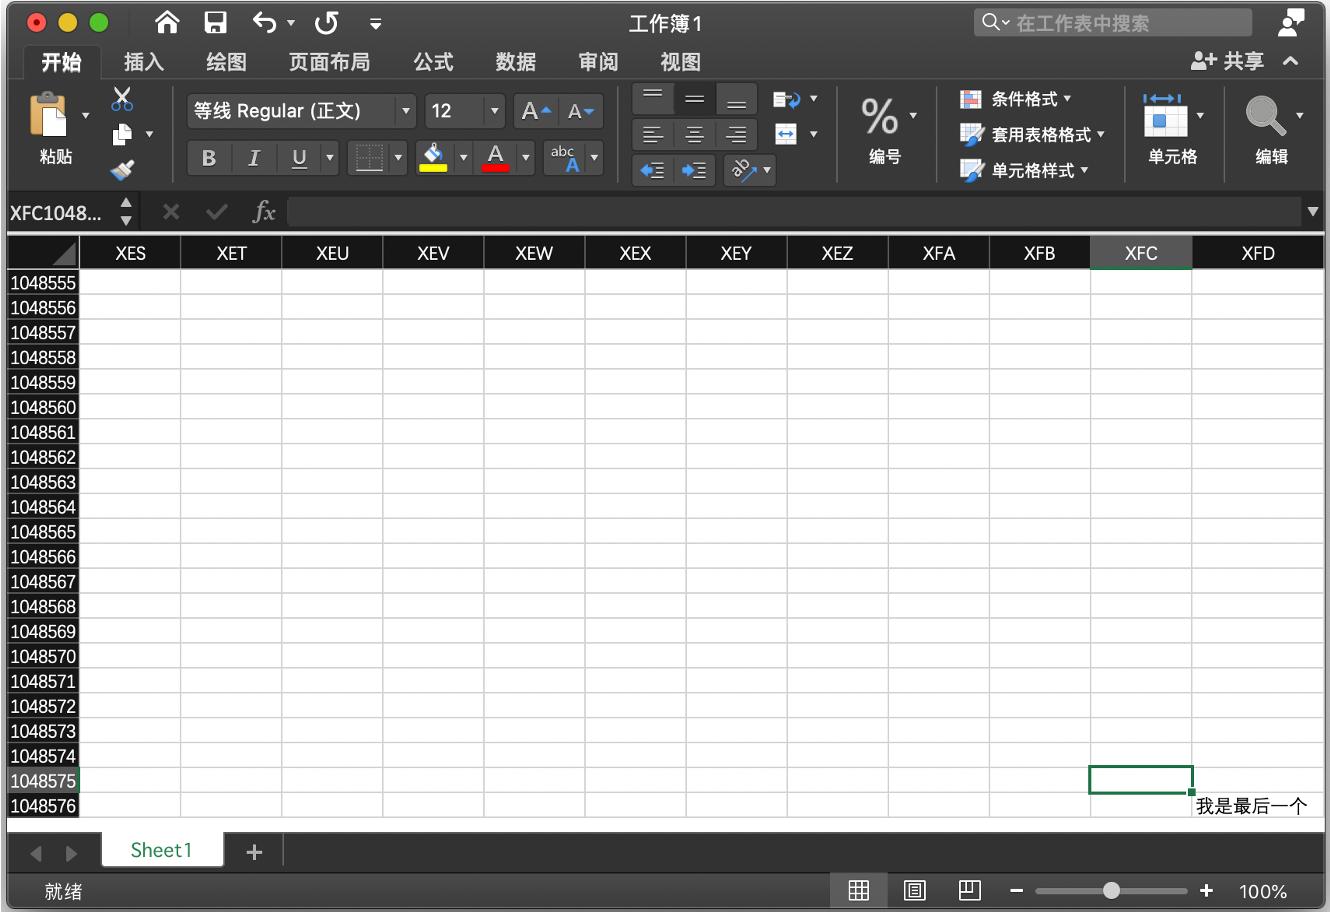 工作簿1
在工作表中搜索
开始 插入 绘图 页面布局 公式 数据 审阅 视图 共享
粘贴
等线 Regular (正文) 12 A A
B I U A abc A
ab
%
编号
条件格式
套用表格格式
单元格样式
单元格
编辑
XFC1048... fx
XES XET XEU XEV XEW XEX XEY XEZ XFA XFB XFC XFD
1048555
1048556
1048557
1048558
1048559
1048560
1048561
1048562
1048563
1048564
1048565
1048566
1048567
1048568
1048569
1048570
1048571
1048572
1048573
1048574
1048575
1048576 我是最后一个
Sheet1 +
就绪 100%